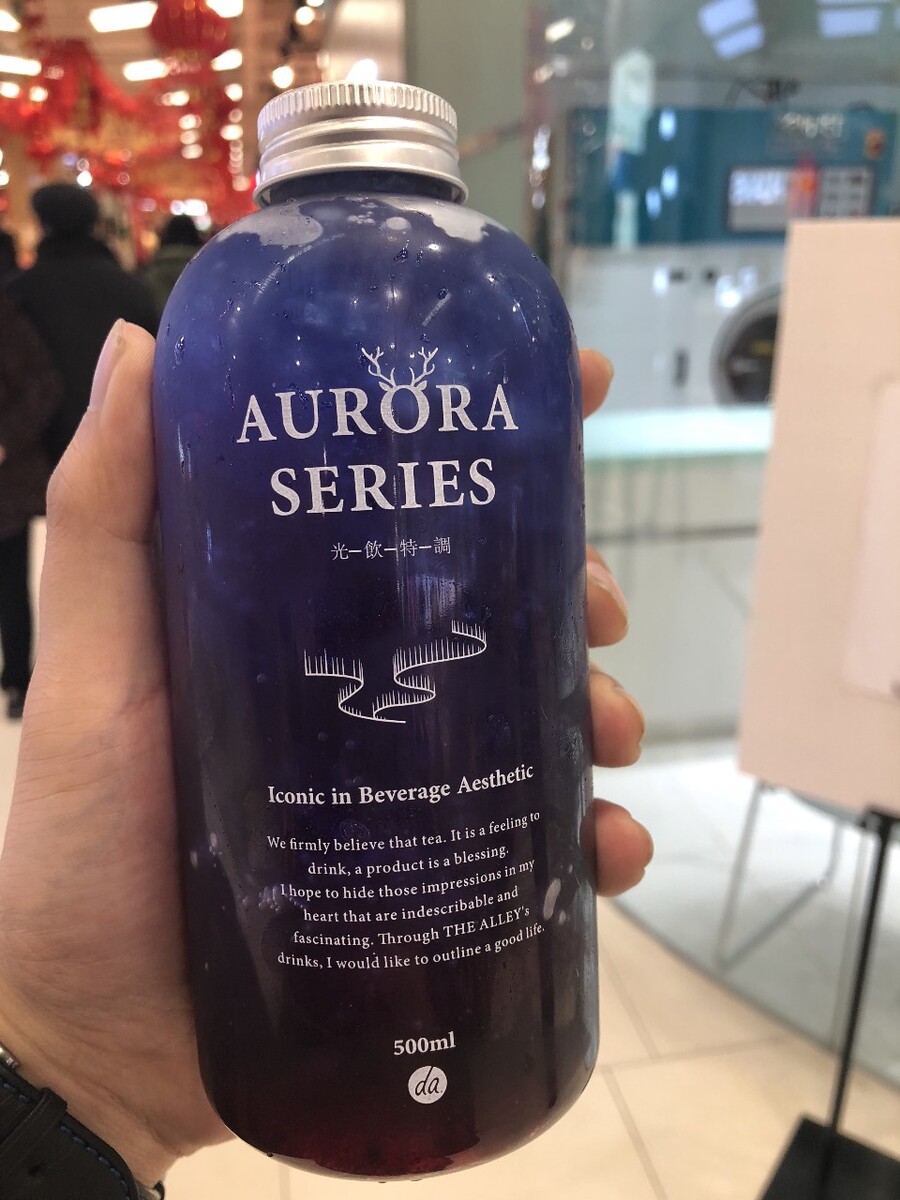 AURORA
SERIES
光–飲–特–調
Iconic in Beverage Aesthetic
We firmly believe that tea. It is a feeling to
drink, a product is a blessing.
I hope to hide those impressions in my
heart that are indescribable and
fascinating. Through THE ALLEY's
drinks, I would like to outline a good life.
500ml
da.